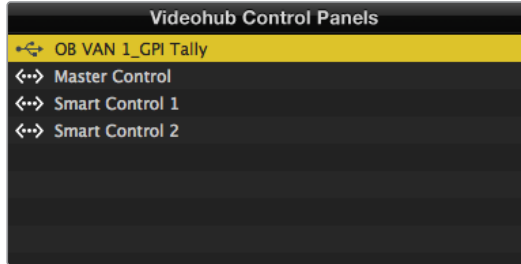 Videohub Control Panels
OB VAN 1_GPI Tally
Master Control
Smart Control 1
Smart Control 2